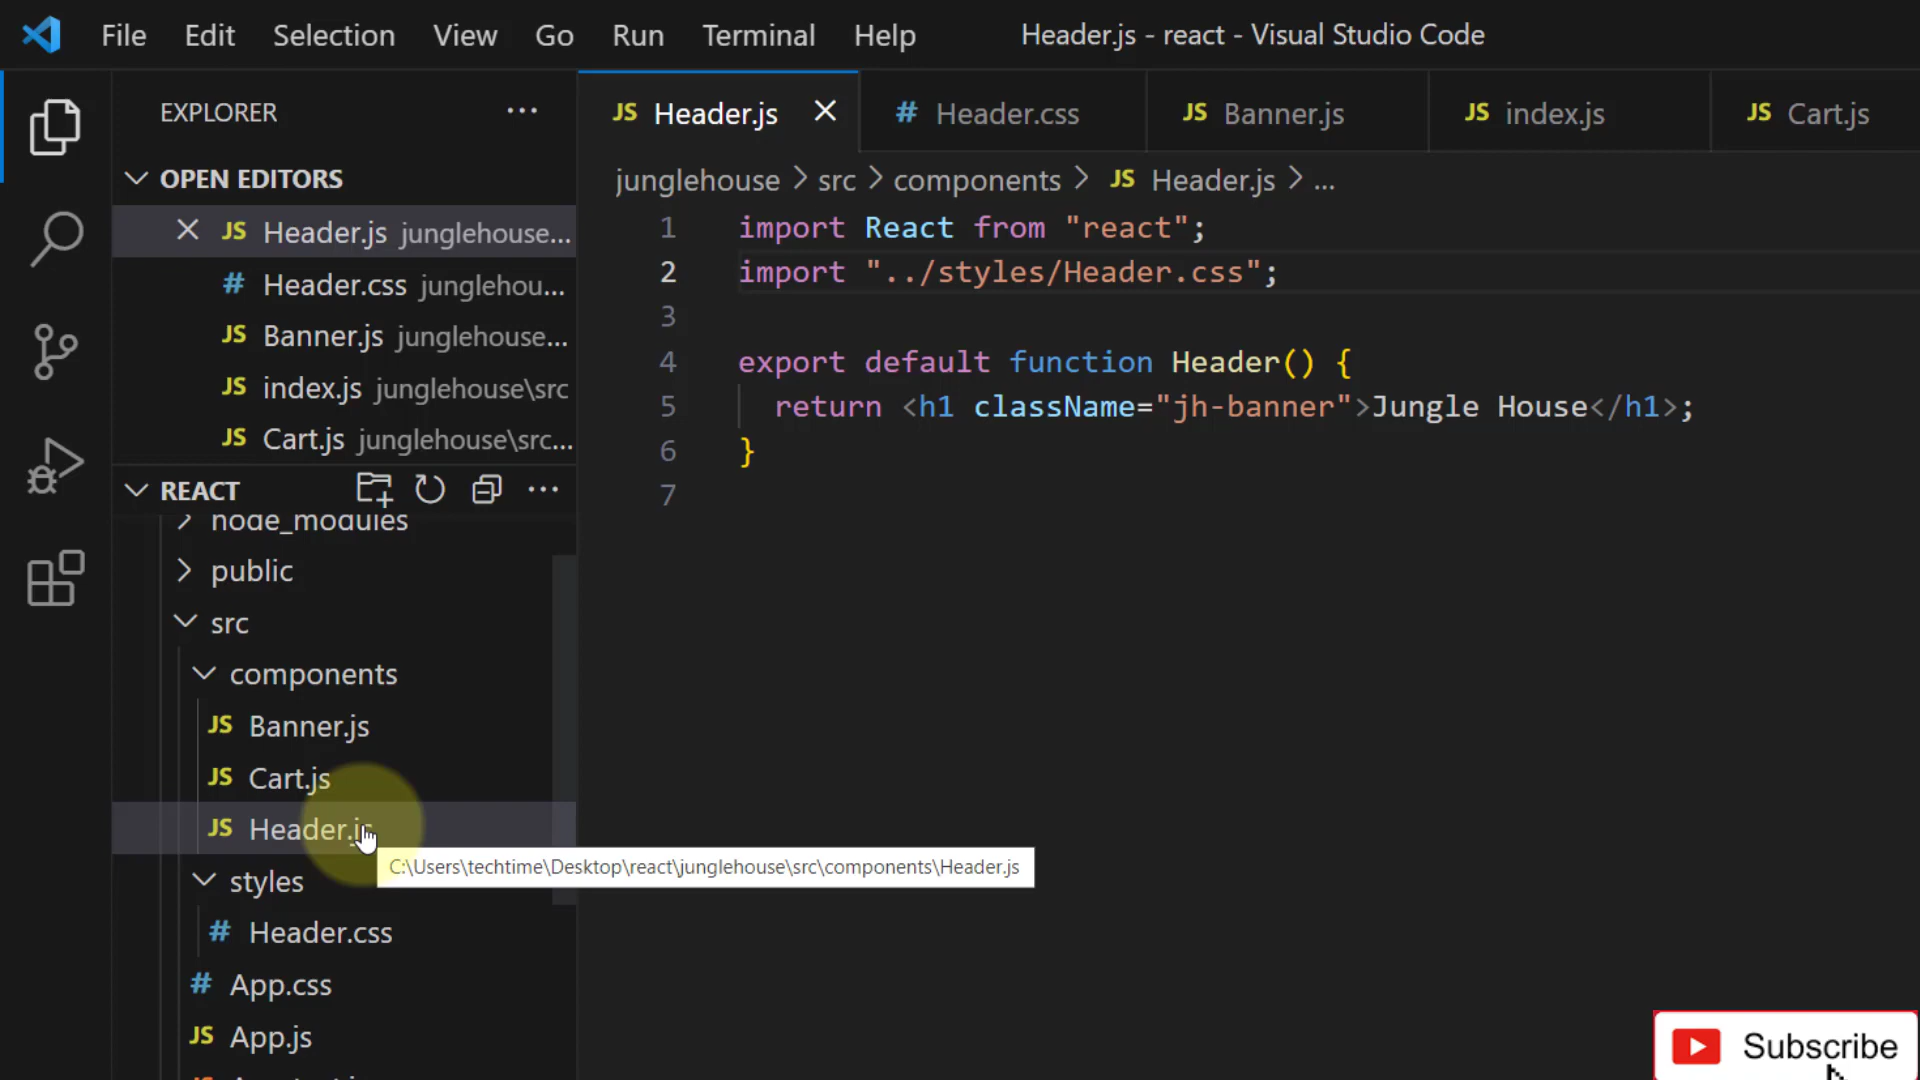 File Edit Selection View Go Run Terminal Help Header.js - react - Visual Studio Code
EXPLORER ...
JS Header.js # Header.css JS Banner.js JS index.js JS Cart.js
OPEN EDITORS
JS Header.js junglehouse...
# Header.css junglehou...
JS Banner.js junglehouse...
JS index.js junglehouse\src
JS Cart.js junglehouse\src...
REACT ...
node_modules
public
src
components
JS Banner.js
JS Cart.js
JS Header.js
styles
# Header.css
# App.css
JS App.js
junglehouse > src > components > JS Header.js > ...
1 import React from "react";
2 import "../styles/Header.css";
3
4 export default function Header() {
5 return <h1 className="jh-banner">Jungle House</h1>;
6 }
7
C:\Users\techtime\Desktop\react\junglehouse\src\components\Header.js
Subscribe